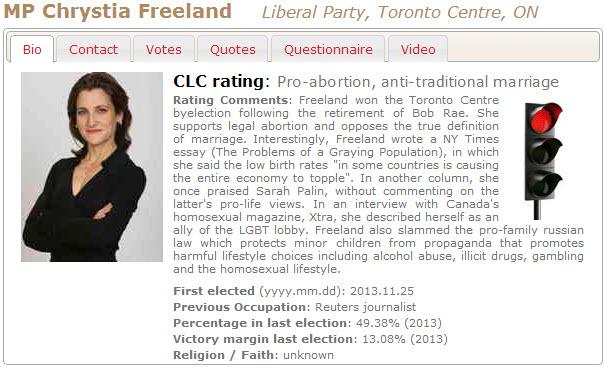 MP Chrystia Freeland Liberal Party, Toronto Centre, ON
Bio Contact Votes Quotes Questionnaire Video
CLC rating: Pro-abortion, anti-traditional marriage
Rating Comments: Freeland won the Toronto Centre
byelection following the retirement of Bob Rae. She
supports legal abortion and opposes the true definition
of marriage. Interestingly, Freeland wrote a NY Times
essay (The Problems of a Graying Population), in which
she said the low birth rates "in some countries is causing
the entire economy to topple". In another column, she
once praised Sarah Palin, without commenting on the
latter's pro-life views. In an interview with Canada's
homosexual magazine, Xtra, she described herself as an
ally of the LGBT lobby. Freeland also slammed the pro-family russian
law which protects minor children from propaganda that promotes
harmful lifestyle choices including alcohol abuse, illicit drugs, gambling
and the homosexual lifestyle.
First elected (yyyy.mm.dd): 2013.11.25
Previous Occupation: Reuters journalist
Percentage in last election: 49.38% (2013)
Victory margin last election: 13.08% (2013)
Religion / Faith: unknown